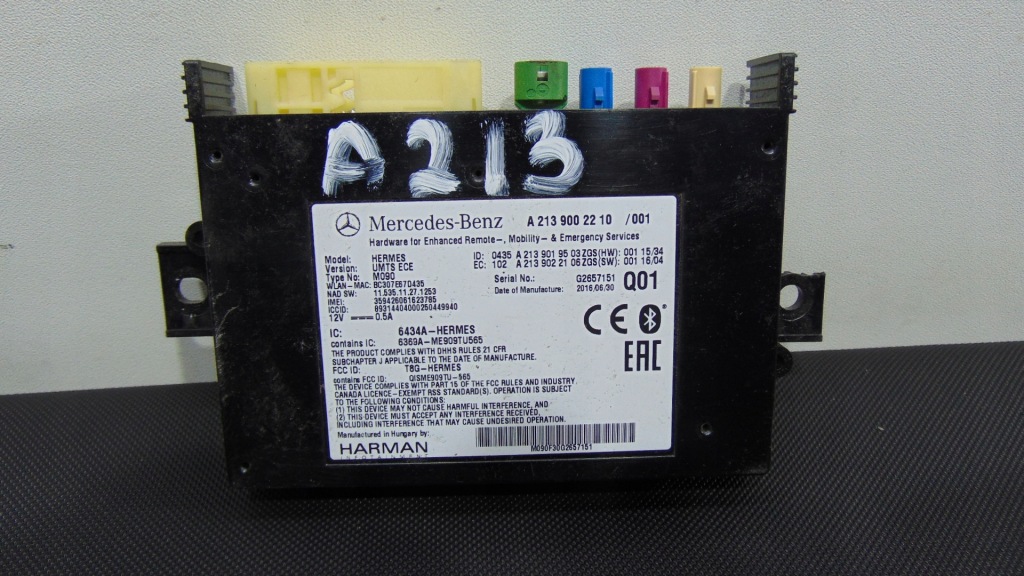 A213
Mercedes-Benz A 213 900 22 10 /001
Hardware for Enhanced Remote-, Mobility- & Emergency Services
Model: HERMES ID: 0435 A 213 901 95 03 ZGS(HW): 001 15/34
Version: UMTS ECE EC: 102 A 213 902 21 06 ZGS(SW): 001 16/04
Type No: M090 Serial No.: G2657151 Q01
WLAN-MAC: BC307E67D435 Date of Manufacture: 2016/06/30
NAD SW: 11.535.11.27.1253
IMEI: 359426061623785
ICCID: 89314404000250449940
12V 0.5A
IC: 6434A-HERMES
contains IC: 6369A-ME909TU565
THE PRODUCT COMPLIES WITH DHHS RULES 21 CFR
SUBCHAPTER J APPLICABLE TO THE DATE OF MANUFACTURE.
FCC ID: T8G-HERMES
contains FCC ID: QISME909TU-565
THE DEVICE COMPLIES WITH PART 15 OF THE FCC RULES AND INDUSTRY
CANADA LICENCE-EXEMPT RSS STANDARD(S). OPERATION IS SUBJECT
TO THE FOLLOWING CONDITIONS:
(1) THIS DEVICE MAY NOT CAUSE HARMFUL INTERFERENCE, AND
(2) THIS DEVICE MUST ACCEPT ANY INTERFERENCE RECEIVED,
INCLUDING INTERFERENCE THAT MAY CAUSE UNDESIRED OPERATION.
CE
EAC
Manufactured in Hungary by:
HARMAN
INFOTAINMENT
M090F30G2657151